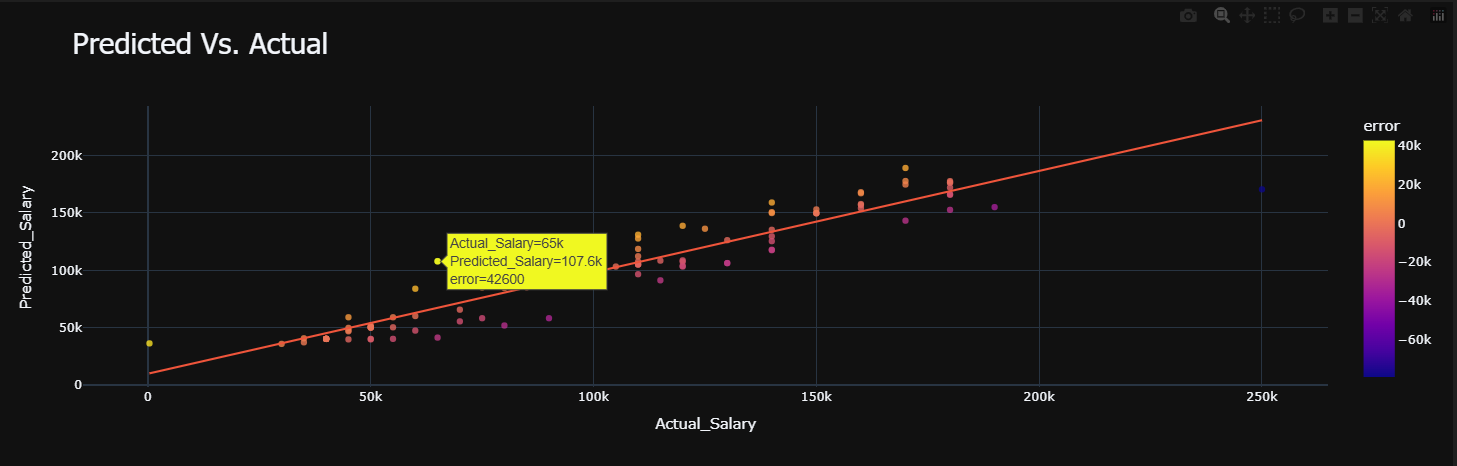 Predicted Vs. Actual
error
200k
150k
100k
50k
0
Predicted_Salary
Actual_Salary=65k
Predicted_Salary=107.6k
error=42600
40k
20k
0
−20k
−40k
−60k
0
50k
100k
150k
200k
250k
Actual_Salary